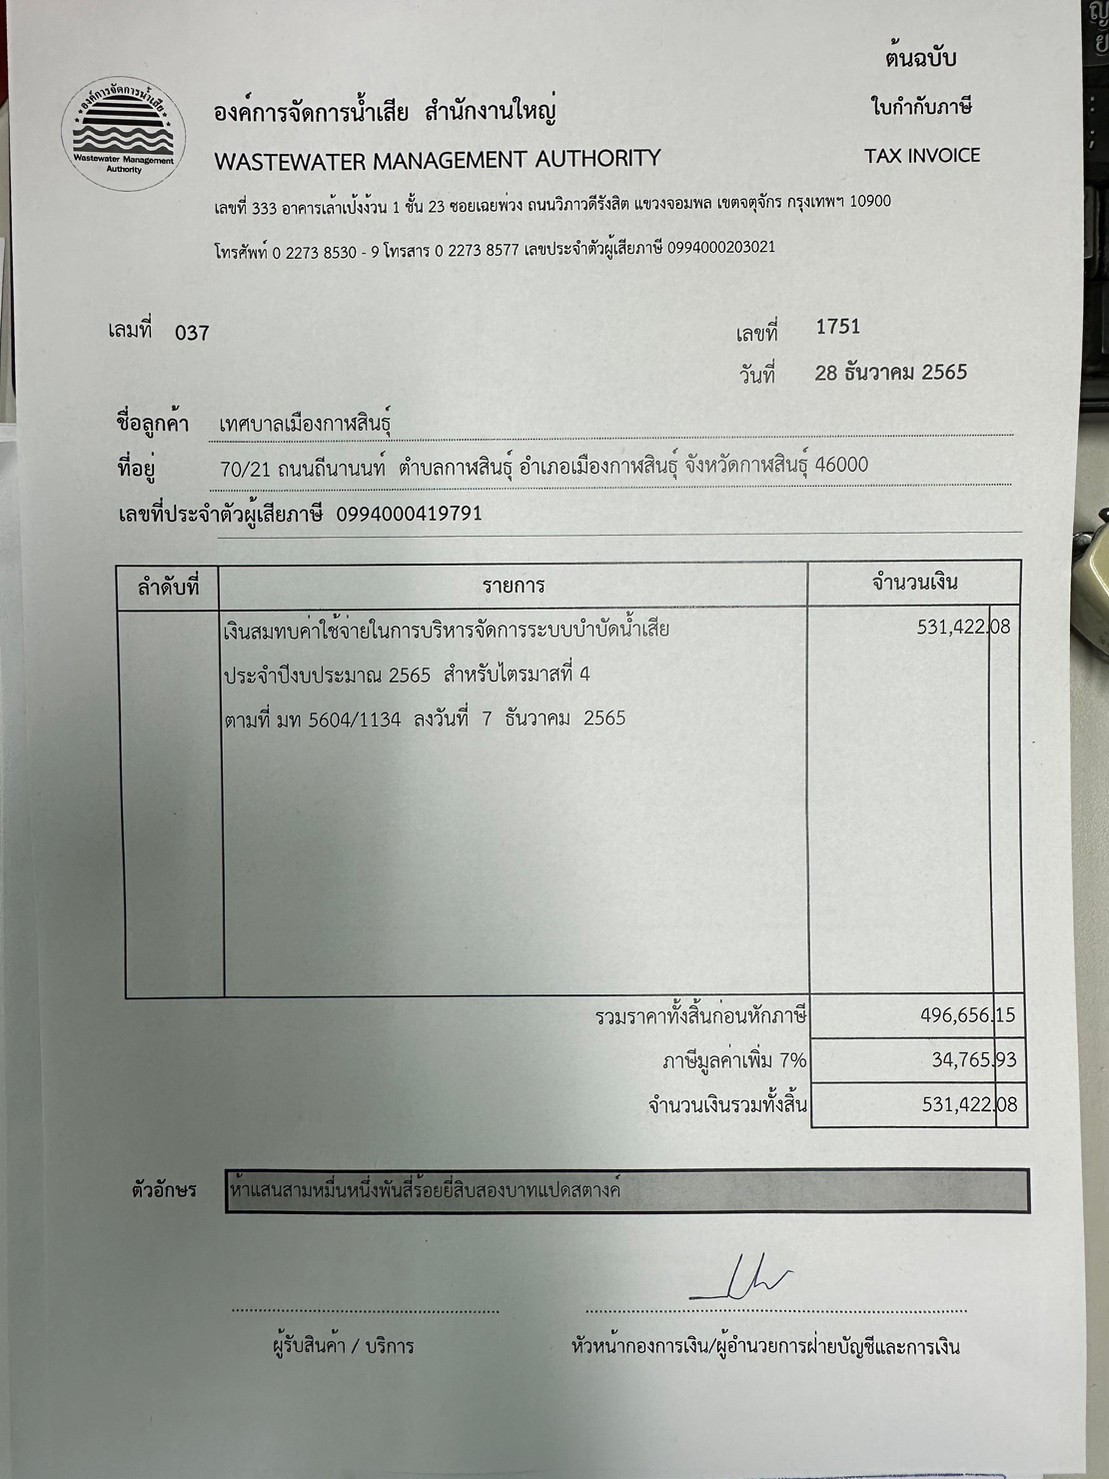 ต้นฉบับ
องค์การจัดการน้ำเสีย
Wastewater Management
Authority
องค์การจัดการน้ำเสีย สำนักงานใหญ่
ใบกำกับภาษี
WASTEWATER MANAGEMENT AUTHORITY
TAX INVOICE
เลขที่ 333 อาคารเล้าเป้งง้วน 1 ชั้น 23 ซอยเฉยพ่วง ถนนวิภาวดีรังสิต แขวงจอมพล เขตจตุจักร กรุงเทพฯ 10900
โทรศัพท์ 0 2273 8530 - 9 โทรสาร 0 2273 8577 เลขประจำตัวผู้เสียภาษี 0994000203021
เลมที่ 037
เลขที่ 1751
วันที่ 28 ธันวาคม 2565
ชื่อลูกค้า เทศบาลเมืองกาฬสินธุ์
ที่อยู่ 70/21 ถนนถีนานนท์ ตำบลกาฬสินธุ์ อำเภอเมืองกาฬสินธุ์ จังหวัดกาฬสินธุ์ 46000
เลขที่ประจำตัวผู้เสียภาษี 0994000419791
ลำดับที่ รายการ จำนวนเงิน
เงินสมทบค่าใช้จ่ายในการบริหารจัดการระบบบำบัดน้ำเสีย 531,422.08
ประจำปีงบประมาณ 2565 สำหรับไตรมาสที่ 4
ตามที่ มท 5604/1134 ลงวันที่ 7 ธันวาคม 2565
รวมราคาทั้งสิ้นก่อนหักภาษี 496,656.15
ภาษีมูลค่าเพิ่ม 7% 34,765.93
จำนวนเงินรวมทั้งสิ้น 531,422.08
ตัวอักษร ห้าแสนสามหมื่นหนึ่งพันสี่ร้อยยี่สิบสองบาทแปดสตางค์
ผู้รับสินค้า / บริการ
หัวหน้ากองการเงิน/ผู้อำนวยการฝ่ายบัญชีและการเงิน